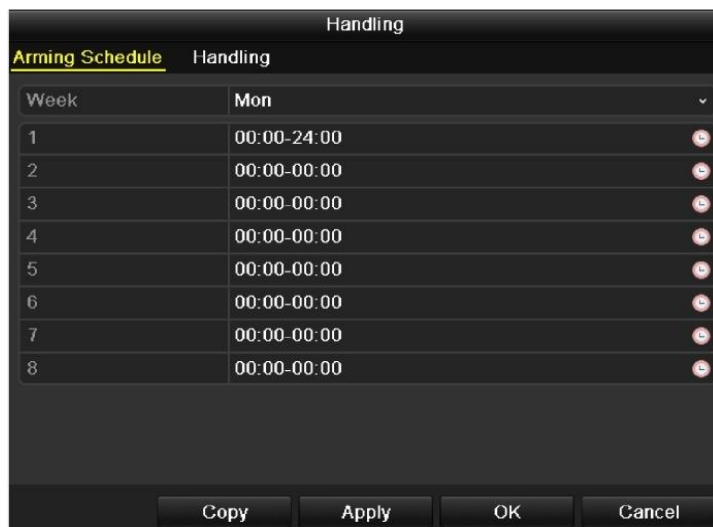 Handling
Arming Schedule Handling
Week Mon
1 00:00-24:00
2 00:00-00:00
3 00:00-00:00
4 00:00-00:00
5 00:00-00:00
6 00:00-00:00
7 00:00-00:00
8 00:00-00:00
Copy Apply OK Cancel